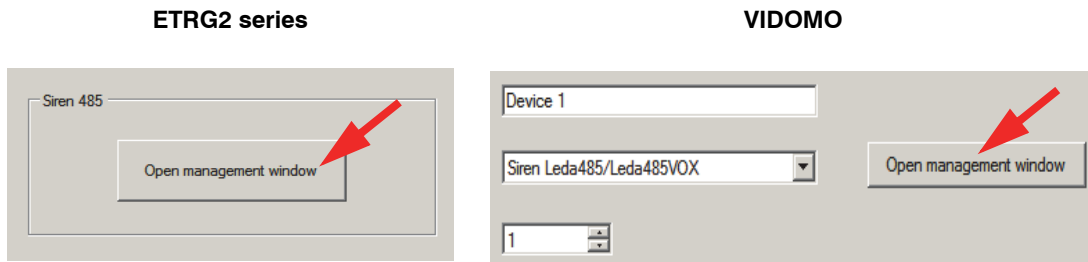 ETRG2 series
VIDOMO
Siren 485
Open management window
Device 1
Siren Leda485/Leda485VOX
Open management window
1